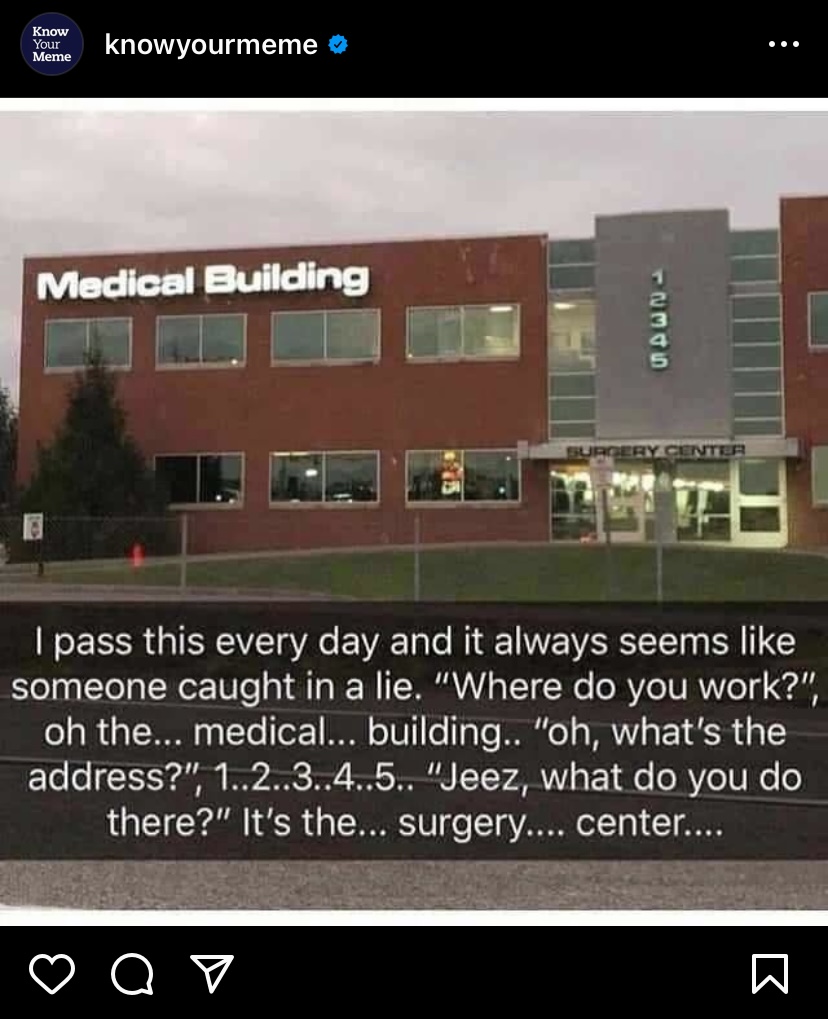 Know
Your
Meme
knowyourmeme
Medical Building
1
2
3
4
5
SURGERY CENTER
I pass this every day and it always seems like
someone caught in a lie. “Where do you work?”,
oh the... medical... building.. “oh, what’s the
address?”, 1..2..3..4..5.. “Jeez, what do you do
there?” It’s the... surgery.... center....